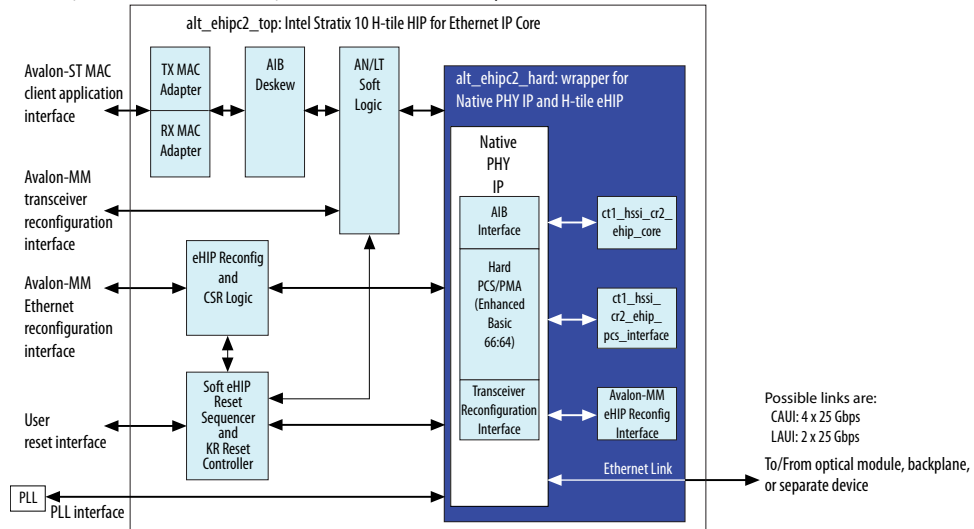 alt_ehipc2_top: Intel Stratix 10 H-tile HIP for Ethernet IP Core
Avalon-ST MAC
client application
interface
TX MAC
Adapter
RX MAC
Adapter
AIB
Deskew
AN/LT
Soft
Logic
alt_ehipc2_hard: wrapper for
Native PHY IP and H-tile eHIP
Native
PHY
IP
AIB
Interface
ct1_hssi_cr2_
ehip_core
Avalon-MM
transceiver
reconfiguration
interface
eHIP Reconfig
and
CSR Logic
Avalon-MM
Ethernet
reconfiguration
interface
Hard
PCS/PMA
(Enhanced
Basic
66:64)
ct1_hssi_
cr2_ehip_
pcs_interface
Soft eHIP
Reset
Sequencer
and
KR Reset
Controller
User
reset interface
Transceiver
Reconfiguration
Interface
Avalon-MM
eHIP Reconfig
Interface
Possible links are:
CAUI: 4 x 25 Gbps
LAUI: 2 x 25 Gbps
Ethernet Link
To/From optical module, backplane,
or separate device
PLL
PLL interface